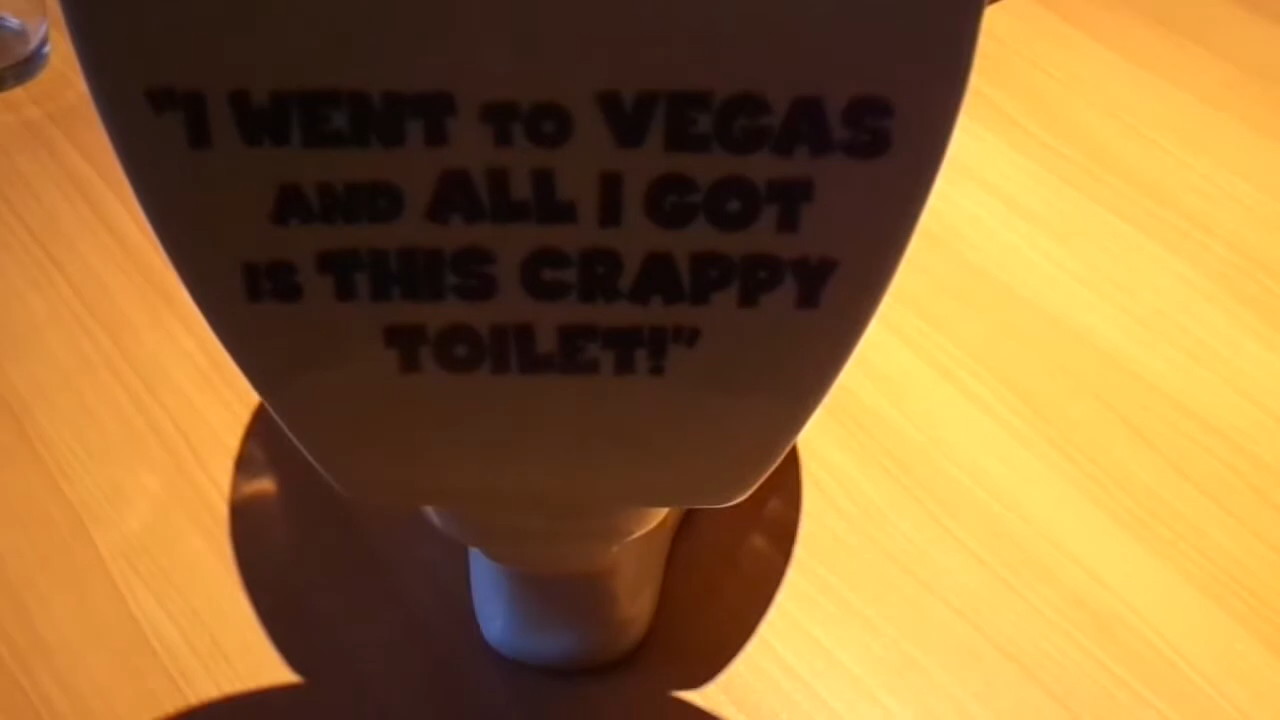 "I WENT TO VEGAS
AND ALL I GOT
IS THIS CRAPPY
TOILET!"